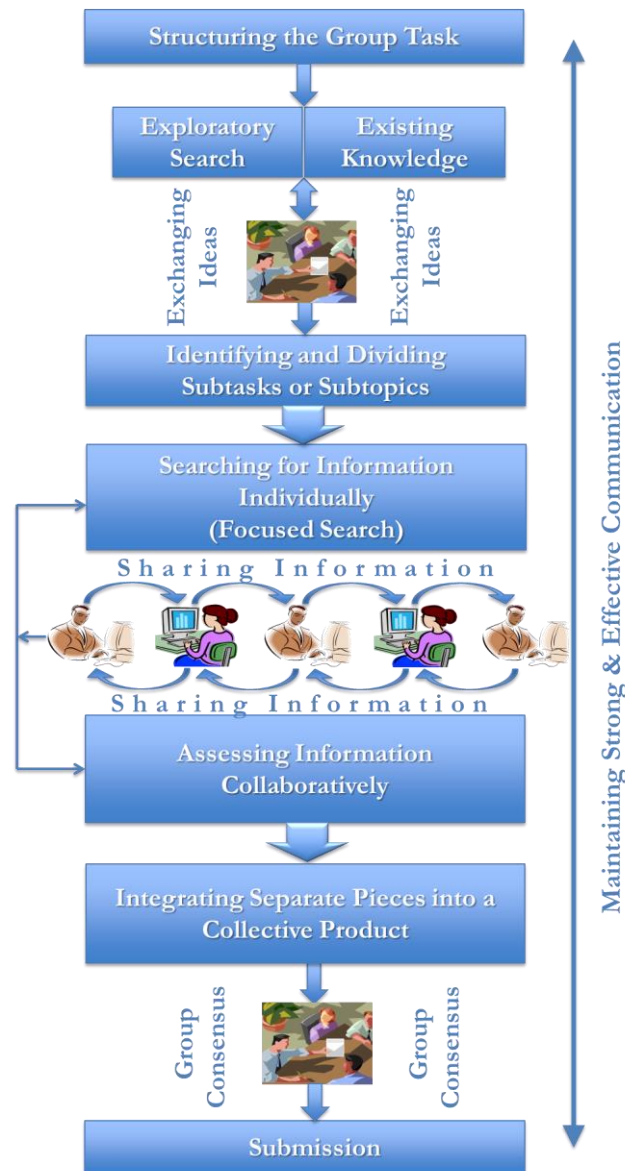 Structuring the Group Task
Exploratory
Search
Existing
Knowledge
Exchanging
Ideas
Exchanging
Ideas
Identifying and Dividing
Subtasks or Subtopics
Searching for Information
Individually
(Focused Search)
Sharing Information
Sharing Information
Assessing Information
Collaboratively
Integrating Separate Pieces into a
Collective Product
Group
Consensus
Group
Consensus
Submission
Maintaining Strong & Effective Communication